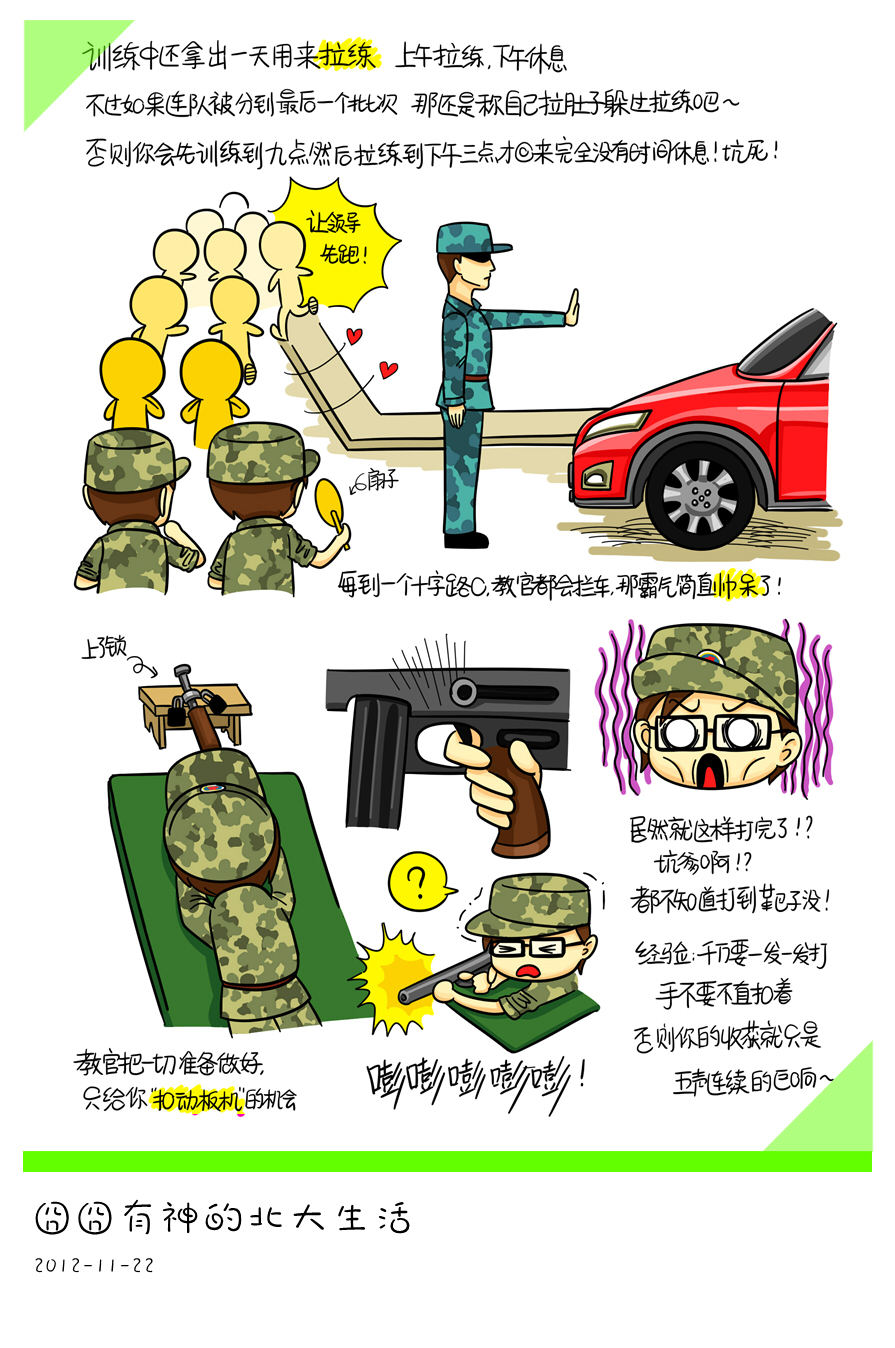 训练中还拿出一天用来拉练 上午拉练,下午休息
不过如果连队被分到最后一个批次 那还是称自己拉肚子躲过拉练吧～
否则你会先训练到九点然后拉练到下午三点,才回来完全没有时间休息!坑死!
让领导
先跑!
扇子
每到一个十字路口,教官都会拦车,那霸气简直帅呆了!
上了锁
?
居然就这样打完了!?
坑爹啊!?
都不知道打到靶子没!
经验:千万要一发一发打
手不要不直扣着
否则你的收获就只是
五声连续的巨响～
教官把一切准备做好,
只给你“扣动板机”的机会
嘭嘭嘭嘭嘭!
囧囧有神的北大生活
2012-11-22